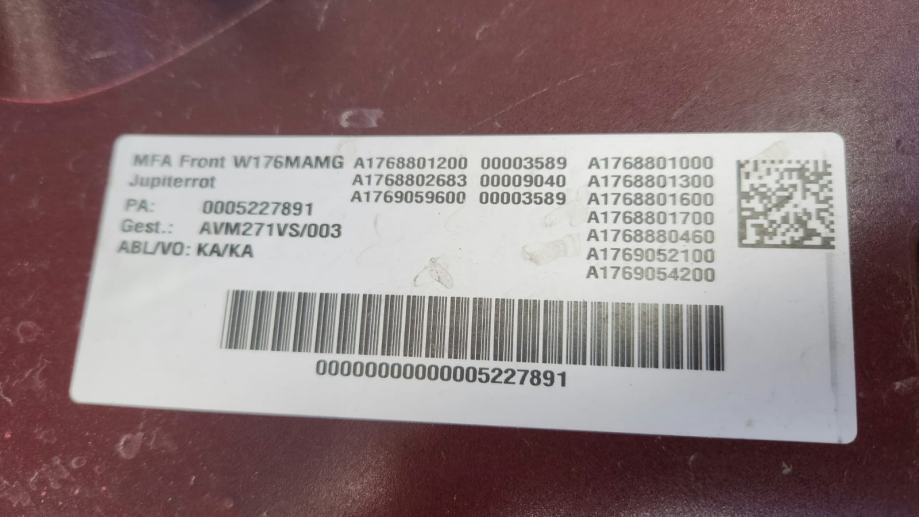 MFA Front W176MAMG A1768801200 00003589 A1768801000
Jupiterrot A1768802683 00009040 A1768801300
A1769059600 00003589 A1768801600
PA: 0005227891 A1768801700
Gest.: AVM271VS/003 A1768880460
ABL/VO: KA/KA A1769052100
A1769054200
00000000000005227891